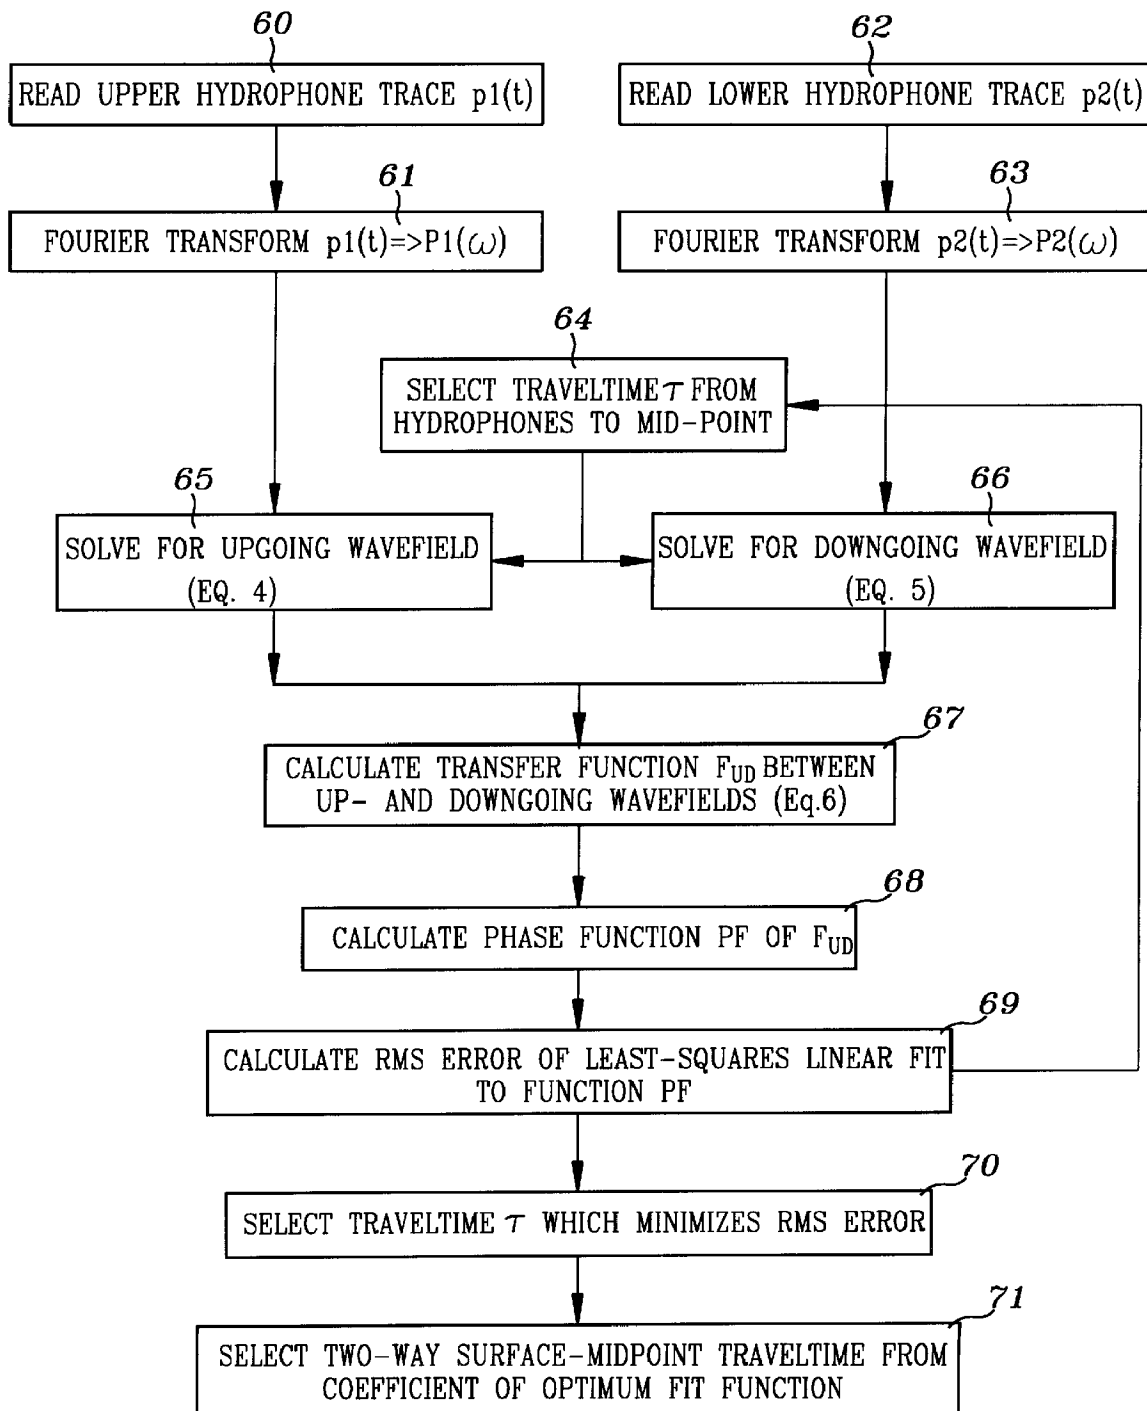 60
READ UPPER HYDROPHONE TRACE p1(t)
62
READ LOWER HYDROPHONE TRACE p2(t)
61
FOURIER TRANSFORM p1(t)=>P1(ω)
63
FOURIER TRANSFORM p2(t)=>P2(ω)
64
SELECT TRAVELTIME τ FROM
HYDROPHONES TO MID-POINT
65
SOLVE FOR UPGOING WAVEFIELD
(EQ. 4)
66
SOLVE FOR DOWNGOING WAVEFIELD
(EQ. 5)
67
CALCULATE TRANSFER FUNCTION FUD BETWEEN
UP- AND DOWNGOING WAVEFIELDS (Eq.6)
68
CALCULATE PHASE FUNCTION PF OF FUD
69
CALCULATE RMS ERROR OF LEAST-SQUARES LINEAR FIT
TO FUNCTION PF
70
SELECT TRAVELTIME τ WHICH MINIMIZES RMS ERROR
71
SELECT TWO-WAY SURFACE-MIDPOINT TRAVELTIME FROM
COEFFICIENT OF OPTIMUM FIT FUNCTION